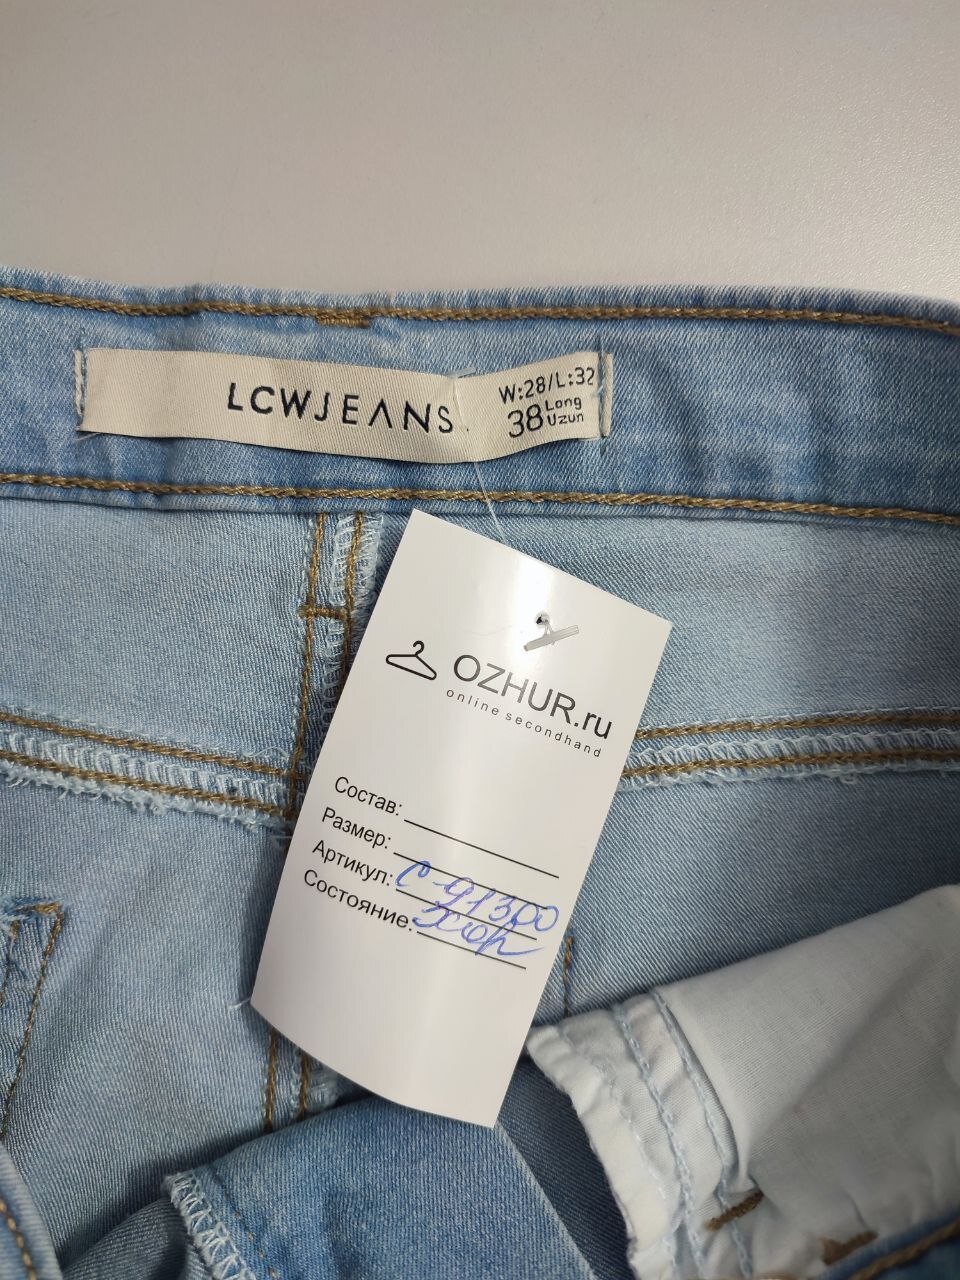 LCWJEANS
W:28/L:32
38 Long
Uzun
OZHUR.ru
online secondhand
Состав:
Размер:
Артикул: С 91300
Состояние: хор